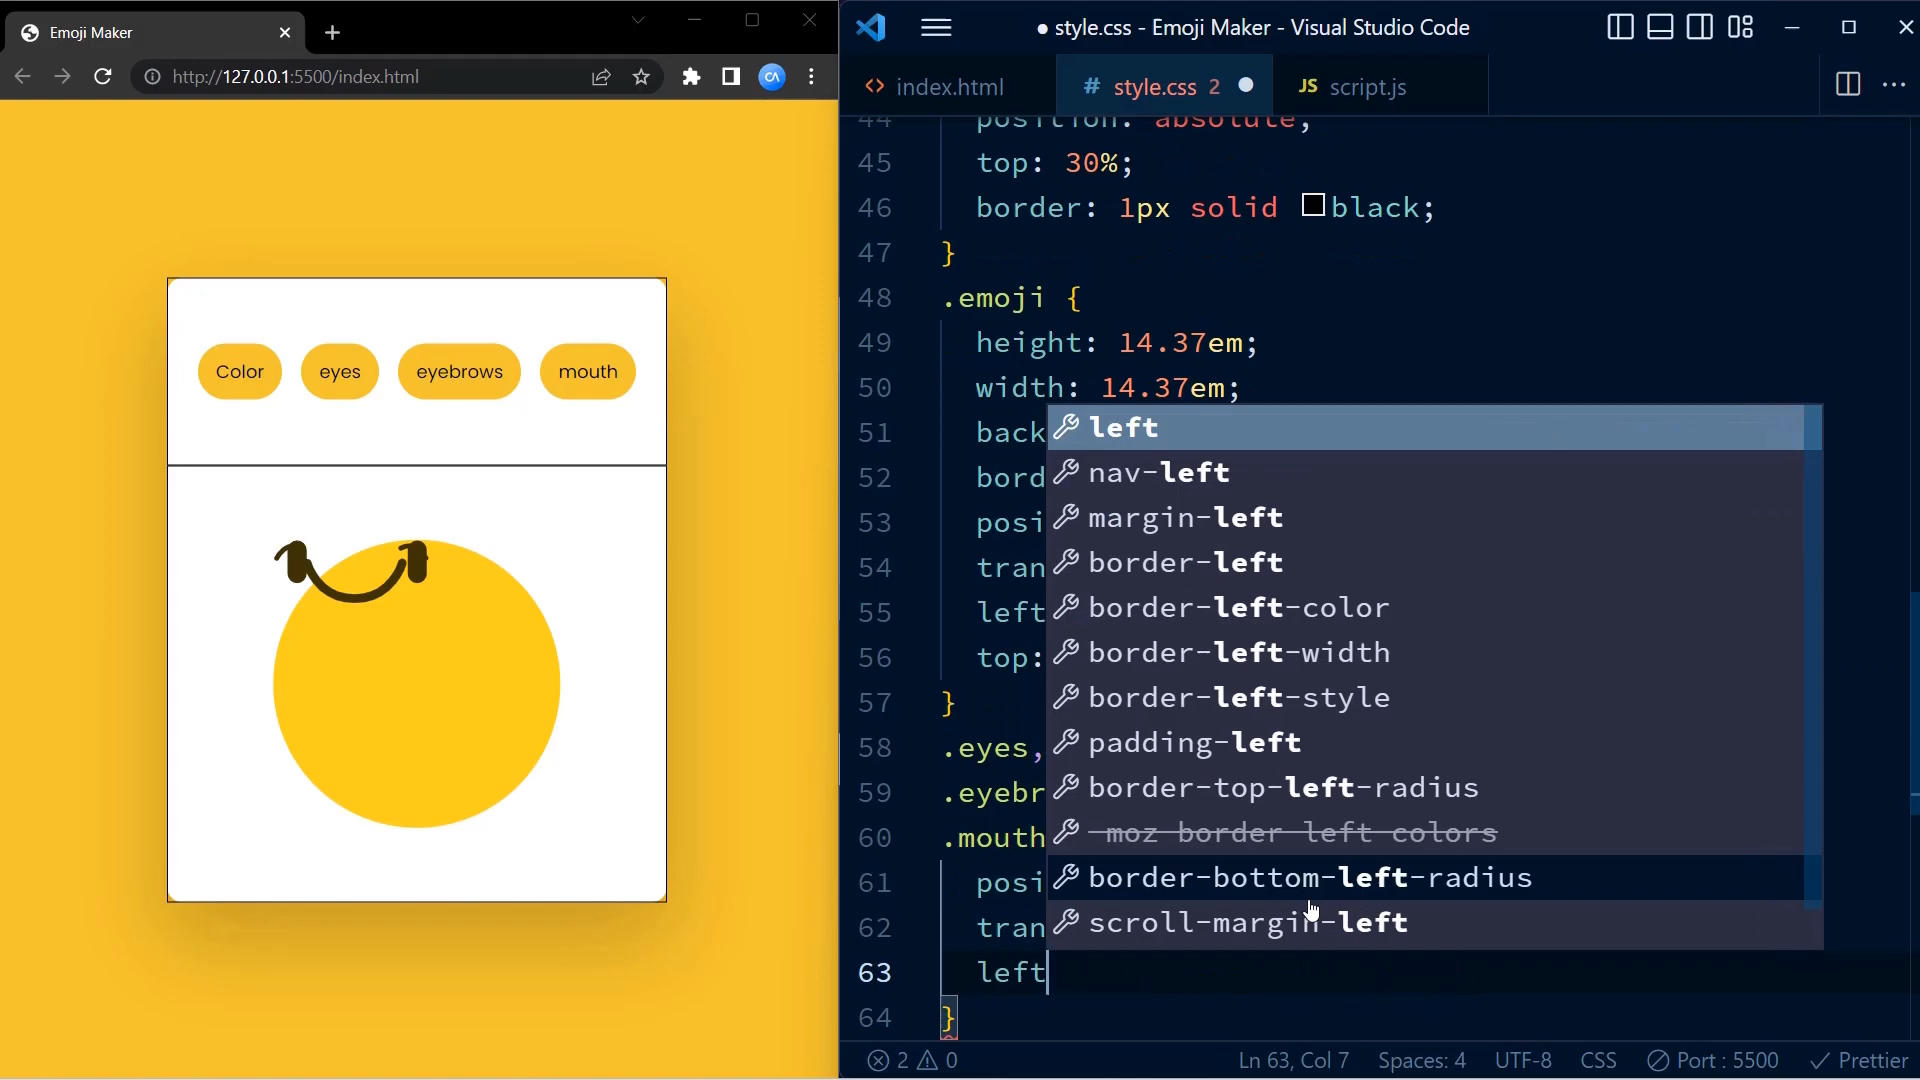 Emoji Maker
http://127.0.0.1:5500/index.html
CA
Color
eyes
eyebrows
mouth
● style.css - Emoji Maker - Visual Studio Code
<> index.html
# style.css 2
JS script.js
44 position: absolute;
45 top: 30%;
46 border: 1px solid black;
47 }
48 .emoji {
49 height: 14.37em;
50 width: 14.37em;
51 back
52 bord
53 posi
54 tran
55 left
56 top:
57 }
58 .eyes,
59 .eyebr
60 .mouth
61 posi
62 tran
63 left
64 }
left
nav-left
margin-left
border-left
border-left-color
border-left-width
border-left-style
padding-left
border-top-left-radius
-moz-border-left-colors
border-bottom-left-radius
scroll-margin-left
2 0
Ln 63, Col 7
Spaces: 4
UTF-8
CSS
Port : 5500
Prettier